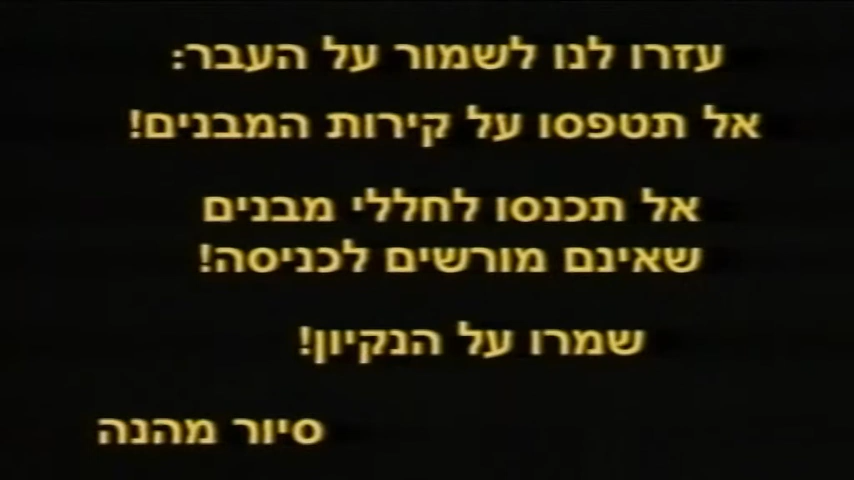 עזרו לנו לשמור על העבר:
אל תטפסו על קירות המבנים!
אל תכנסו לחללי מבנים
שאינם מורשים לכניסה!
שמרו על הנקיון!
סיור מהנה